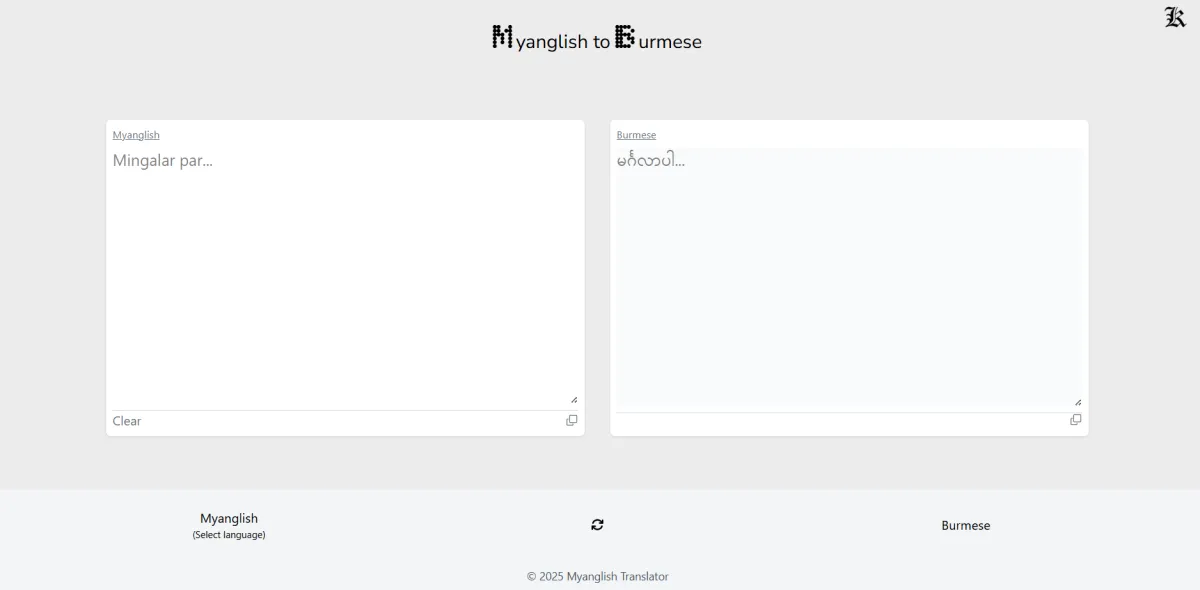 Myanglish to Burmese
K
Myanglish
Mingalar par...
Clear
Burmese
မင်္ဂလာပါ...
Myanglish
(Select language)
Burmese
© 2025 Myanglish Translator